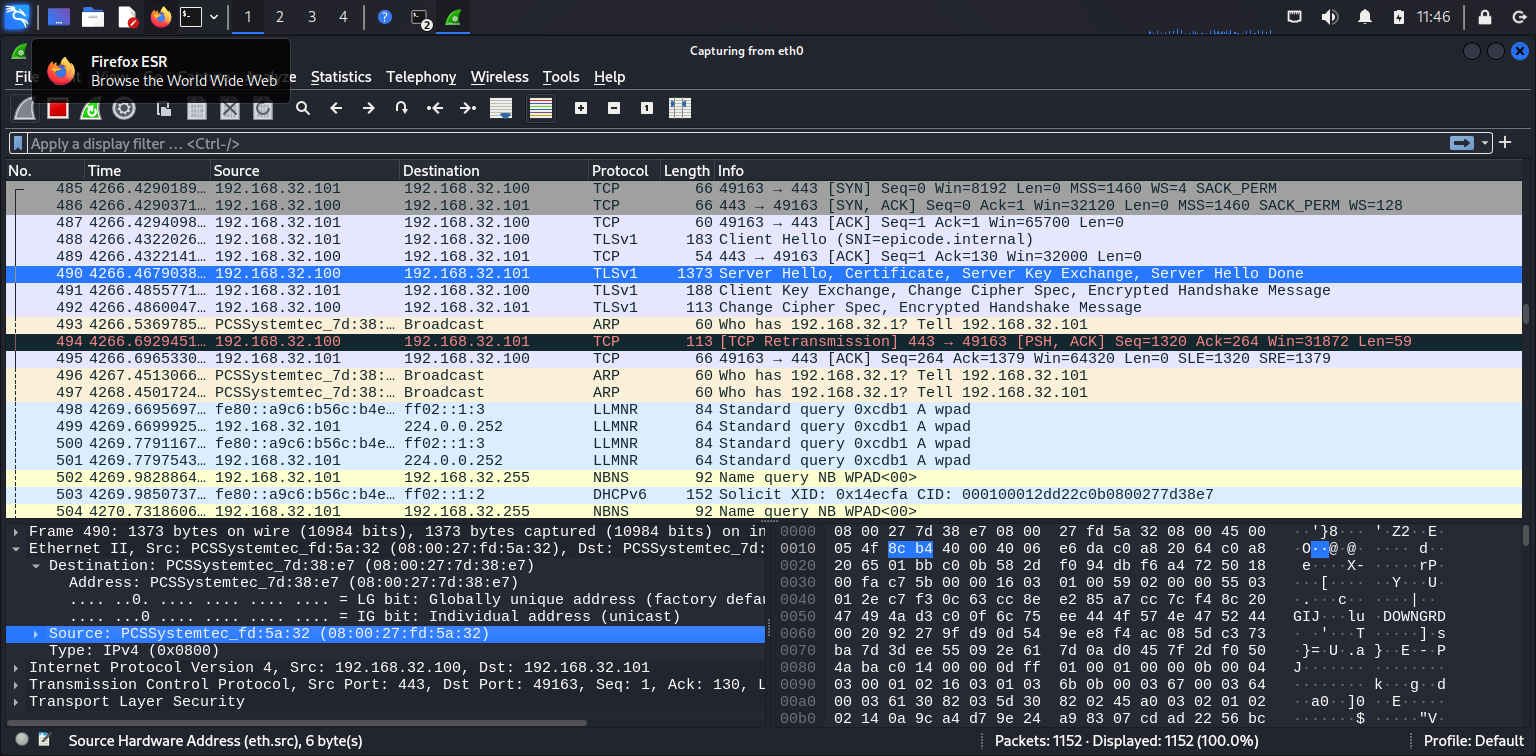 1 2 3 4 2 11:46
Capturing from eth0
Firefox ESR
Browse the World Wide Web
Statistics Telephony Wireless Tools Help
Apply a display filter … <Ctrl-/>
No. Time Source Destination Protocol Length Info
485 4266.4290189… 192.168.32.101 192.168.32.100 TCP 66 49163 → 443 [SYN] Seq=0 Win=8192 Len=0 MSS=1460 WS=4 SACK_PERM
486 4266.4290371… 192.168.32.100 192.168.32.101 TCP 66 443 → 49163 [SYN, ACK] Seq=0 Ack=1 Win=32120 Len=0 MSS=1460 SACK_PERM WS=128
487 4266.4294098… 192.168.32.101 192.168.32.100 TCP 60 49163 → 443 [ACK] Seq=1 Ack=1 Win=65700 Len=0
488 4266.4322026… 192.168.32.101 192.168.32.100 TLSv1 183 Client Hello (SNI=epicode.internal)
489 4266.4322141… 192.168.32.100 192.168.32.101 TCP 54 443 → 49163 [ACK] Seq=1 Ack=130 Win=32000 Len=0
490 4266.4679038… 192.168.32.100 192.168.32.101 TLSv1 1373 Server Hello, Certificate, Server Key Exchange, Server Hello Done
491 4266.4855771… 192.168.32.101 192.168.32.100 TLSv1 188 Client Key Exchange, Change Cipher Spec, Encrypted Handshake Message
492 4266.4860047… 192.168.32.100 192.168.32.101 TLSv1 113 Change Cipher Spec, Encrypted Handshake Message
493 4266.5369785… PCSSystemtec_7d:38:… Broadcast ARP 60 Who has 192.168.32.1? Tell 192.168.32.101
494 4266.6929451… 192.168.32.100 192.168.32.101 TCP 113 [TCP Retransmission] 443 → 49163 [PSH, ACK] Seq=1320 Ack=264 Win=31872 Len=59
495 4266.6965330… 192.168.32.101 192.168.32.100 TCP 66 49163 → 443 [ACK] Seq=264 Ack=1379 Win=64320 Len=0 SLE=1320 SRE=1379
496 4267.4513066… PCSSystemtec_7d:38:… Broadcast ARP 60 Who has 192.168.32.1? Tell 192.168.32.101
497 4268.4501724… PCSSystemtec_7d:38:… Broadcast ARP 60 Who has 192.168.32.1? Tell 192.168.32.101
498 4269.6695697… fe80::a9c6:b56c:b4e… ff02::1:3 LLMNR 84 Standard query 0xcdb1 A wpad
499 4269.6699925… 192.168.32.101 224.0.0.252 LLMNR 64 Standard query 0xcdb1 A wpad
500 4269.7791167… fe80::a9c6:b56c:b4e… ff02::1:3 LLMNR 84 Standard query 0xcdb1 A wpad
501 4269.7797543… 192.168.32.101 224.0.0.252 LLMNR 64 Standard query 0xcdb1 A wpad
502 4269.9828864… 192.168.32.101 192.168.32.255 NBNS 92 Name query NB WPAD<00>
503 4269.9850737… fe80::a9c6:b56c:b4e… ff02::1:2 DHCPv6 152 Solicit XID: 0x14ecfa CID: 000100012dd22c0b0800277d38e7
504 4270.7318606… 192.168.32.101 192.168.32.255 NBNS 92 Name query NB WPAD<00>
Frame 490: 1373 bytes on wire (10984 bits), 1373 bytes captured (10984 bits) on in
Ethernet II, Src: PCSSystemtec_fd:5a:32 (08:00:27:fd:5a:32), Dst: PCSSystemtec_7d:
Destination: PCSSystemtec_7d:38:e7 (08:00:27:7d:38:e7)
Address: PCSSystemtec_7d:38:e7 (08:00:27:7d:38:e7)
.... ..0. .... .... .... .... = LG bit: Globally unique address (factory defau
.... ...0 .... .... .... .... = IG bit: Individual address (unicast)
Source: PCSSystemtec_fd:5a:32 (08:00:27:fd:5a:32)
Type: IPv4 (0x0800)
Internet Protocol Version 4, Src: 192.168.32.100, Dst: 192.168.32.101
Transmission Control Protocol, Src Port: 443, Dst Port: 49163, Seq: 1, Ack: 130, L
Transport Layer Security
0000 08 00 27 7d 38 e7 08 00 27 fd 5a 32 08 00 45 00 ··'}8··· '·Z2··E·
0010 05 4f 8c b4 40 00 40 06 e6 da c0 a8 20 64 c0 a8 ·O··@·@· ···· d··
0020 20 65 01 bb c0 0b 58 2d f0 94 db f6 a4 72 50 18 e····X- ·····rP·
0030 00 fa c7 5b 00 00 16 03 01 00 59 02 00 00 55 03 ···[···· ··Y···U·
0040 01 2e c7 f3 0c 63 cc 8e e2 85 a7 cc 7c f4 8c 20 ·.···c·· ····|··
0050 47 49 4a d3 c0 0f 6c 75 ee 44 4f 57 4e 47 52 44 GIJ···lu ·DOWNGRD
0060 00 20 92 27 9f d9 0d 54 9e e8 f4 ac 08 5d c3 73 · ·'···T ·····]·s
0070 ba 7d 3d ee 55 09 2e 61 7d 0a d0 45 7f 2d f0 50 ·}=·U·.a }··E·-·P
0080 4a ba c0 14 00 00 0d ff 01 00 01 00 00 0b 00 04 J······· ········
0090 03 00 01 02 16 03 01 03 6b 0b 00 03 67 00 03 64 ········ k···g··d
00a0 00 03 61 30 82 03 5d 30 82 02 45 a0 03 02 01 02 ··a0··]0 ··E·····
00b0 02 14 0a 9c a4 d7 9e 24 a9 83 07 cd ad 22 56 bc ·······$ ·····"V·
Source Hardware Address (eth.src), 6 byte(s) Packets: 1152 · Displayed: 1152 (100.0%) Profile: Default